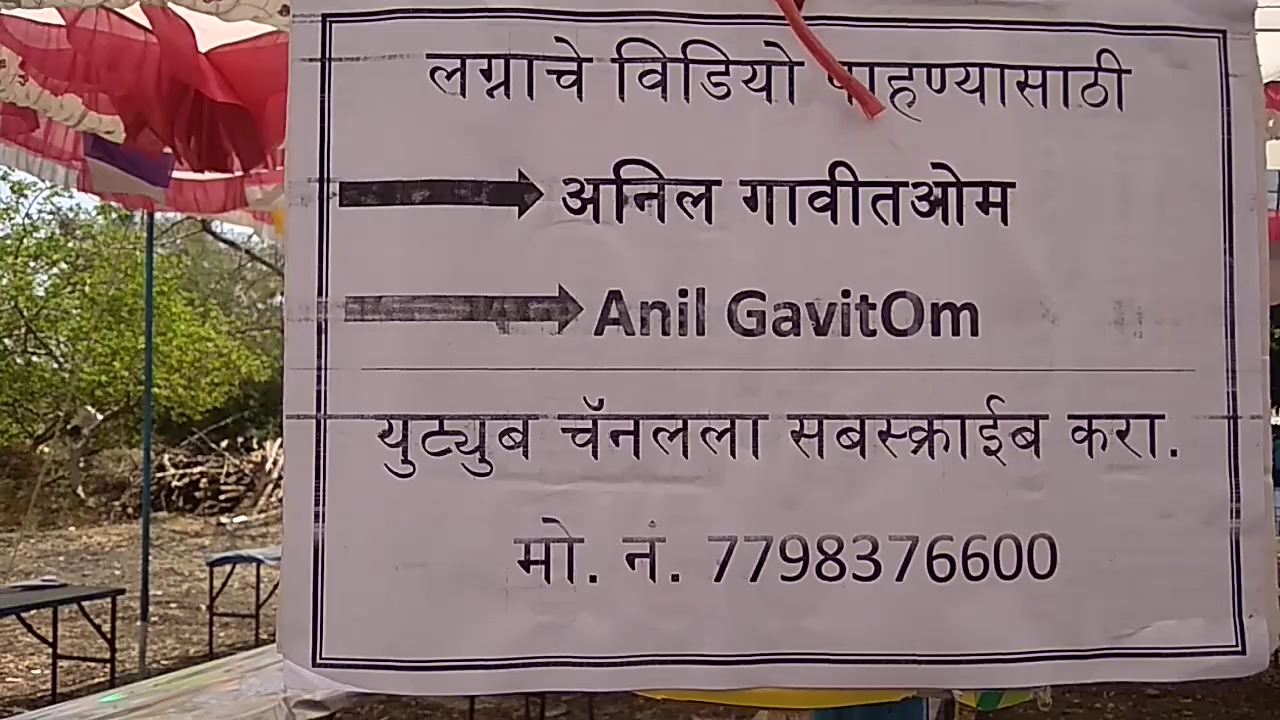 लग्नाचे विडियो पाहण्यासाठी
अनिल गावीतओम
Anil GavitOm
युट्युब चॅनलला सबस्क्राईब करा.
मो. नं. 7798376600